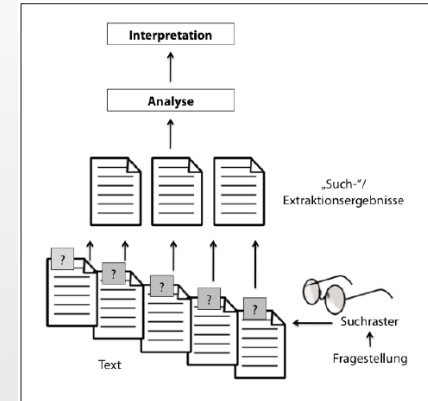 Interpretation
Analyse
„Such-“/
Extraktionsergebnisse
?
?
?
?
?
Suchraster
Text
Fragestellung